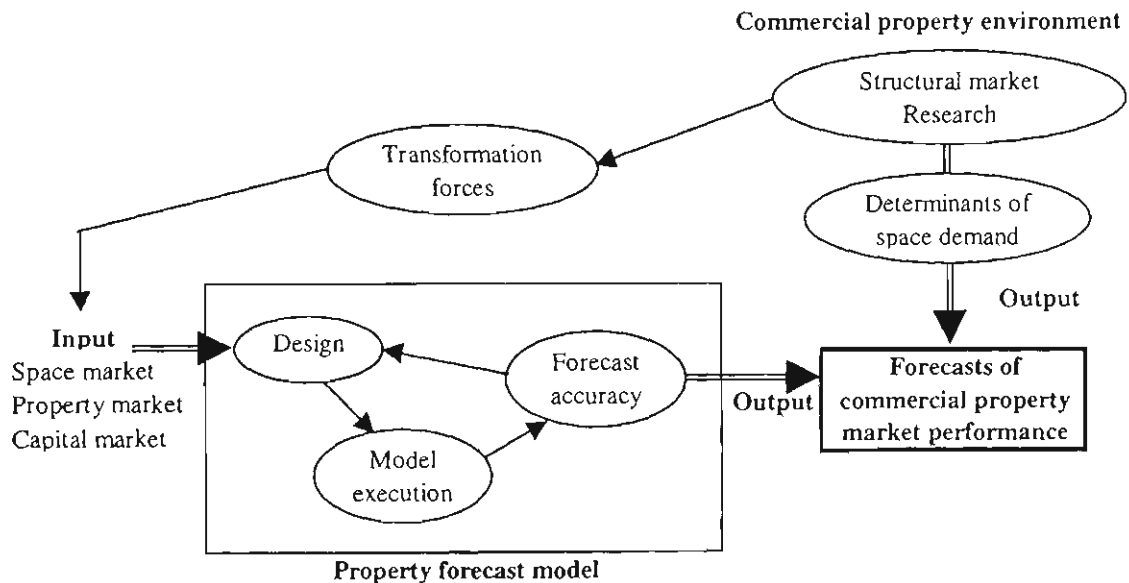 Commercial property environment
Structural market
Research
Transformation
forces
Determinants of
space demand
Output
Input
Space market
Property market
Capital market
Design
Forecast
accuracy
Model
execution
Output
Forecasts of
commercial property
market performance
Property forecast model